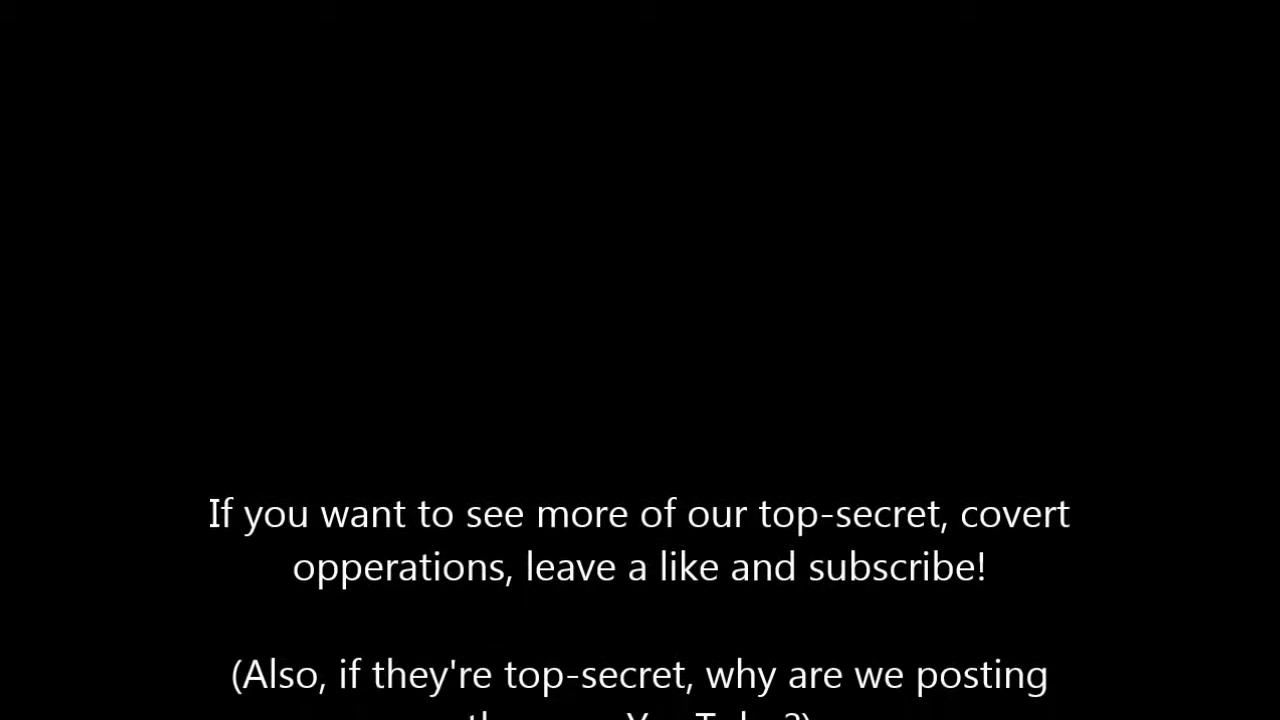 If you want to see more of our top-secret, covert
opperations, leave a like and subscribe!
(Also, if they're top-secret, why are we posting